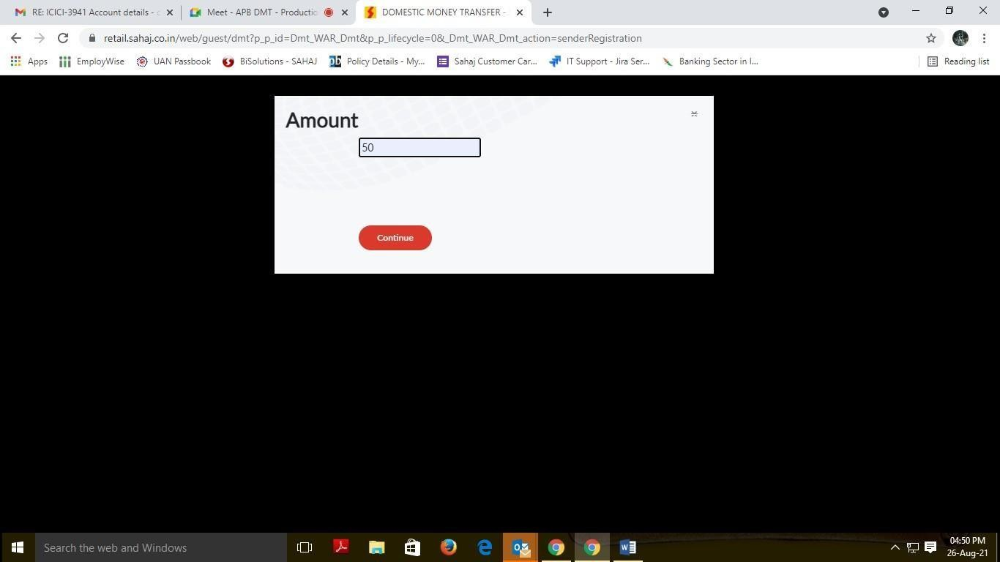 RE: ICICI-3941 Account details - 
Meet - APB DMT - Productio
DOMESTIC MONEY TRANSFER -
retail.sahaj.co.in/web/guest/dmt?p_p_id=Dmt_WAR_Dmt&p_p_lifecycle=0&_Dmt_WAR_Dmt_action=senderRegistration
Apps EmployWise UAN Passbook BiSolutions - SAHAJ Policy Details - My... Sahaj Customer Car... IT Support - Jira Ser... Banking Sector in I... Reading list
Amount
50
Continue
Search the web and Windows
04:50 PM
26-Aug-21